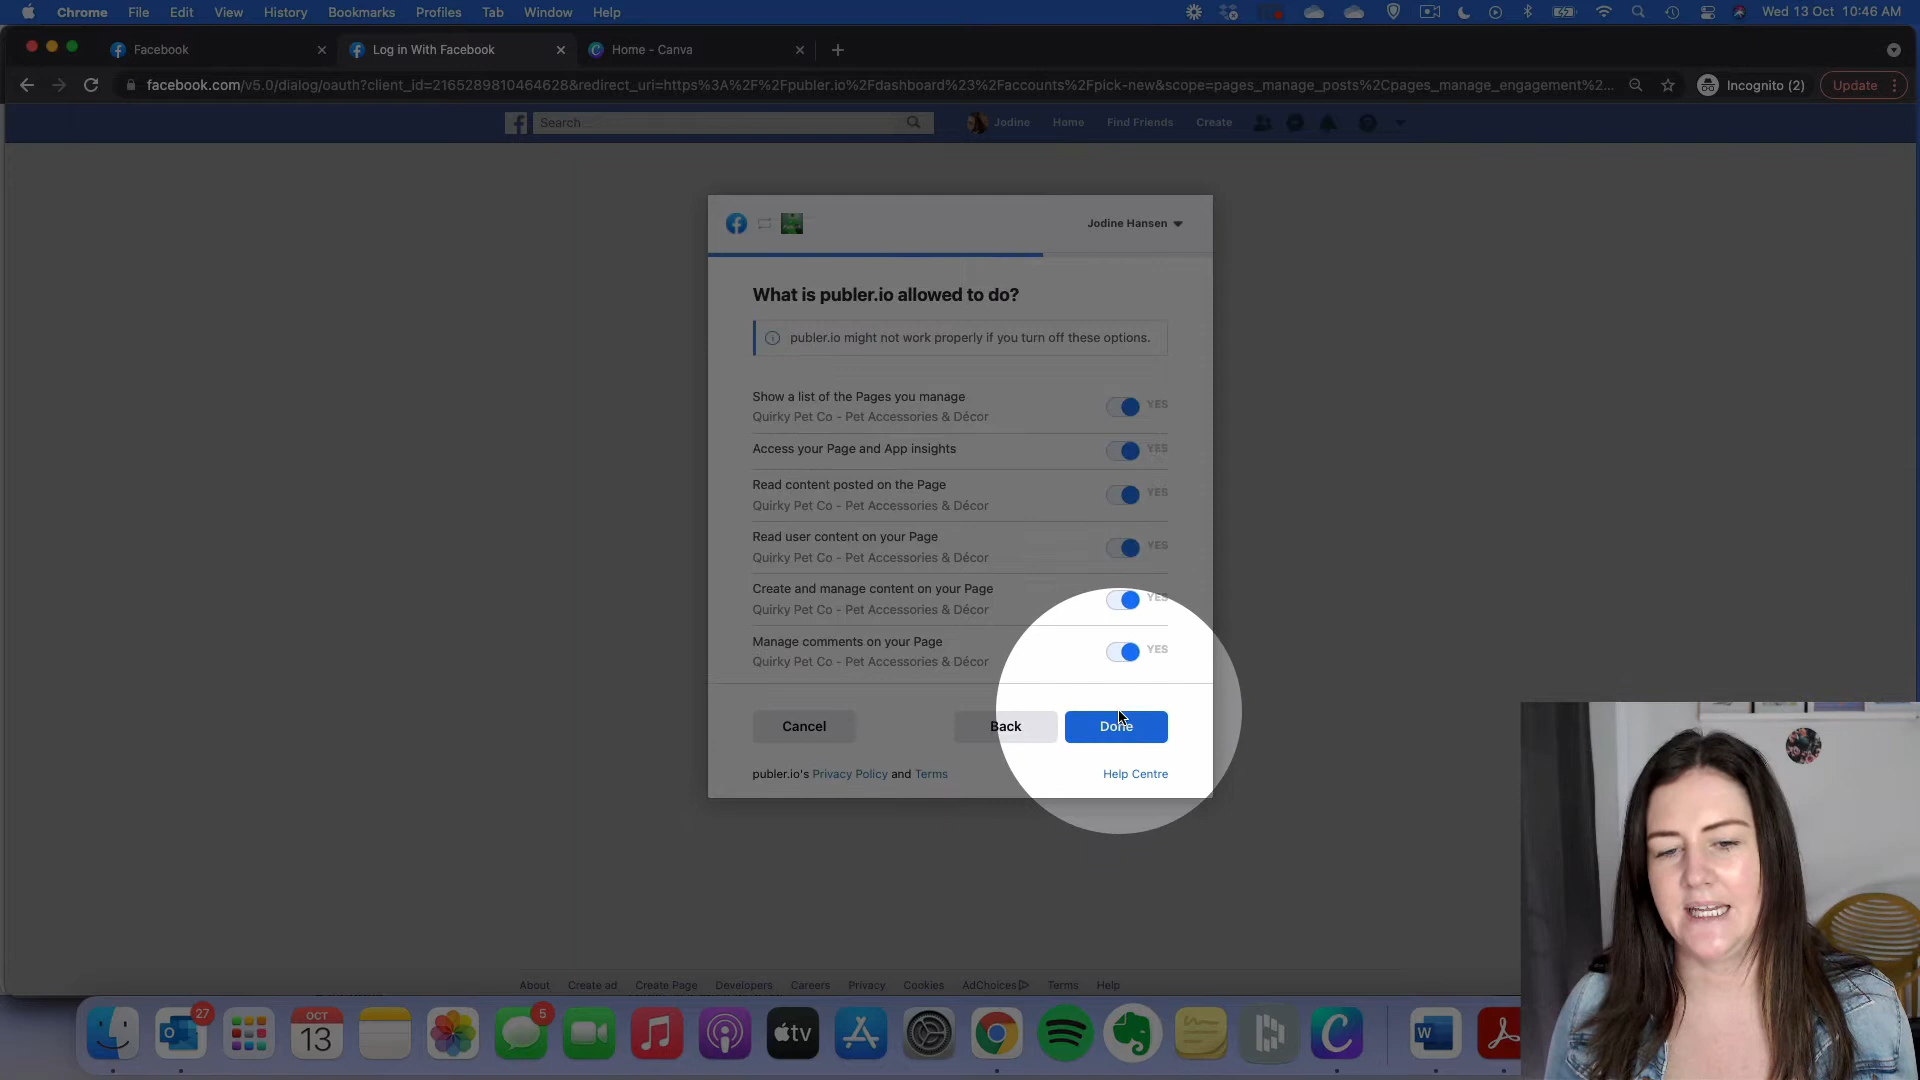 Chrome File Edit View History Bookmarks Profiles Tab Window Help Wed 13 Oct 10:46 AM
Facebook Log in With Facebook Home - Canva
facebook.com/v5.0/dialog/oauth?client_id=216528981046462 8&redirect_uri=https%3A%2F%2Fpubler.io%2Fdashboard%23%2Faccounts%2Fpick-new&scope=pages_manage_posts%2Cpages_manage_engagement%2... Incognito (2) Update
Search Jodine Home Find Friends Create
Jodine Hansen
What is publer.io allowed to do?
publer.io might not work properly if you turn off these options.
Show a list of the Pages you manage
YES
Quirky Pet Co - Pet Accessories & Décor
Access your Page and App insights YES
Read content posted on the Page
YES
Quirky Pet Co - Pet Accessories & Décor
Read user content on your Page
YES
Quirky Pet Co - Pet Accessories & Décor
Create and manage content on your Page
YES
Quirky Pet Co - Pet Accessories & Décor
Manage comments on your Page
YES
Quirky Pet Co - Pet Accessories & Décor
Cancel Back Done
publer.io's Privacy Policy and Terms Help Centre
About Create ad Create Page Developers Careers Privacy Cookies AdChoices Terms Help
27
OCT
13
5
tv